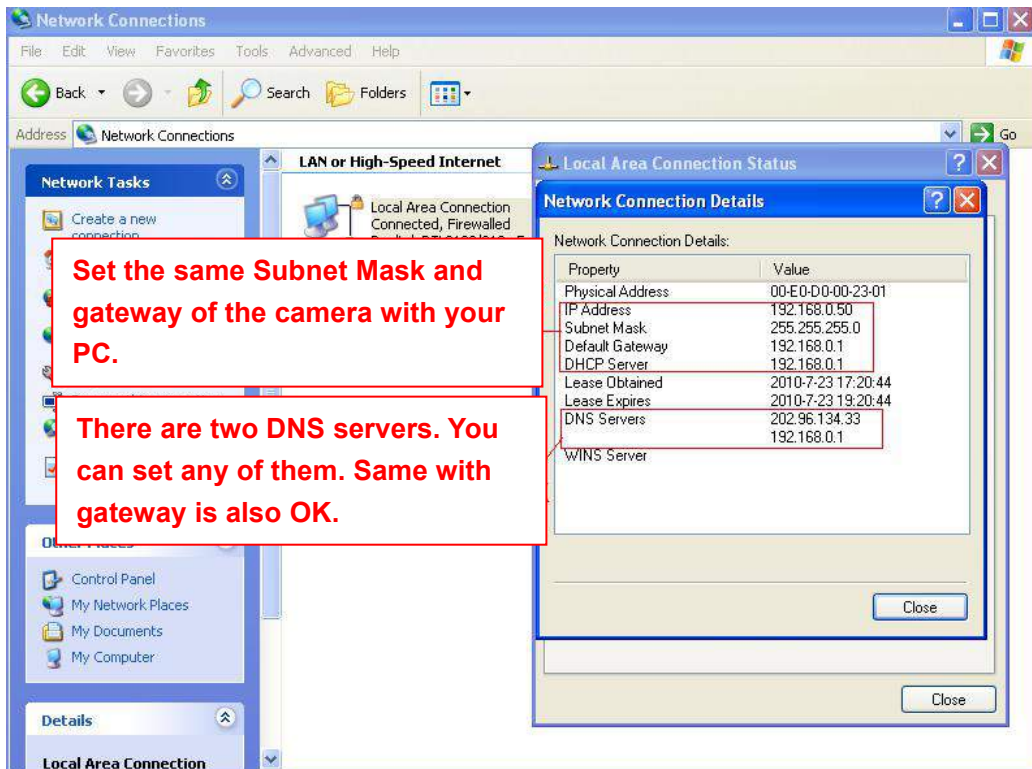 Network Connections
File Edit View Favorites Tools Advanced Help
Back Search Folders
Address Network Connections Go
Network Tasks
Create a new
connection
LAN or High-Speed Internet
Local Area Connection
Connected, Firewalled
Set the same Subnet Mask and
gateway of the camera with your
PC.
There are two DNS servers. You
can set any of them. Same with
gateway is also OK.
Other Places
Control Panel
My Network Places
My Documents
My Computer
Details
Local Area Connection
Local Area Connection Status
Network Connection Details
Network Connection Details:
Property Value
Physical Address 00-E0-D0-00-23-01
IP Address 192.168.0.50
Subnet Mask 255.255.255.0
Default Gateway 192.168.0.1
DHCP Server 192.168.0.1
Lease Obtained 2010-7-23 17:20:44
Lease Expires 2010-7-23 19:20:44
DNS Servers 202.96.134.33
192.168.0.1
WINS Server
Close
Close